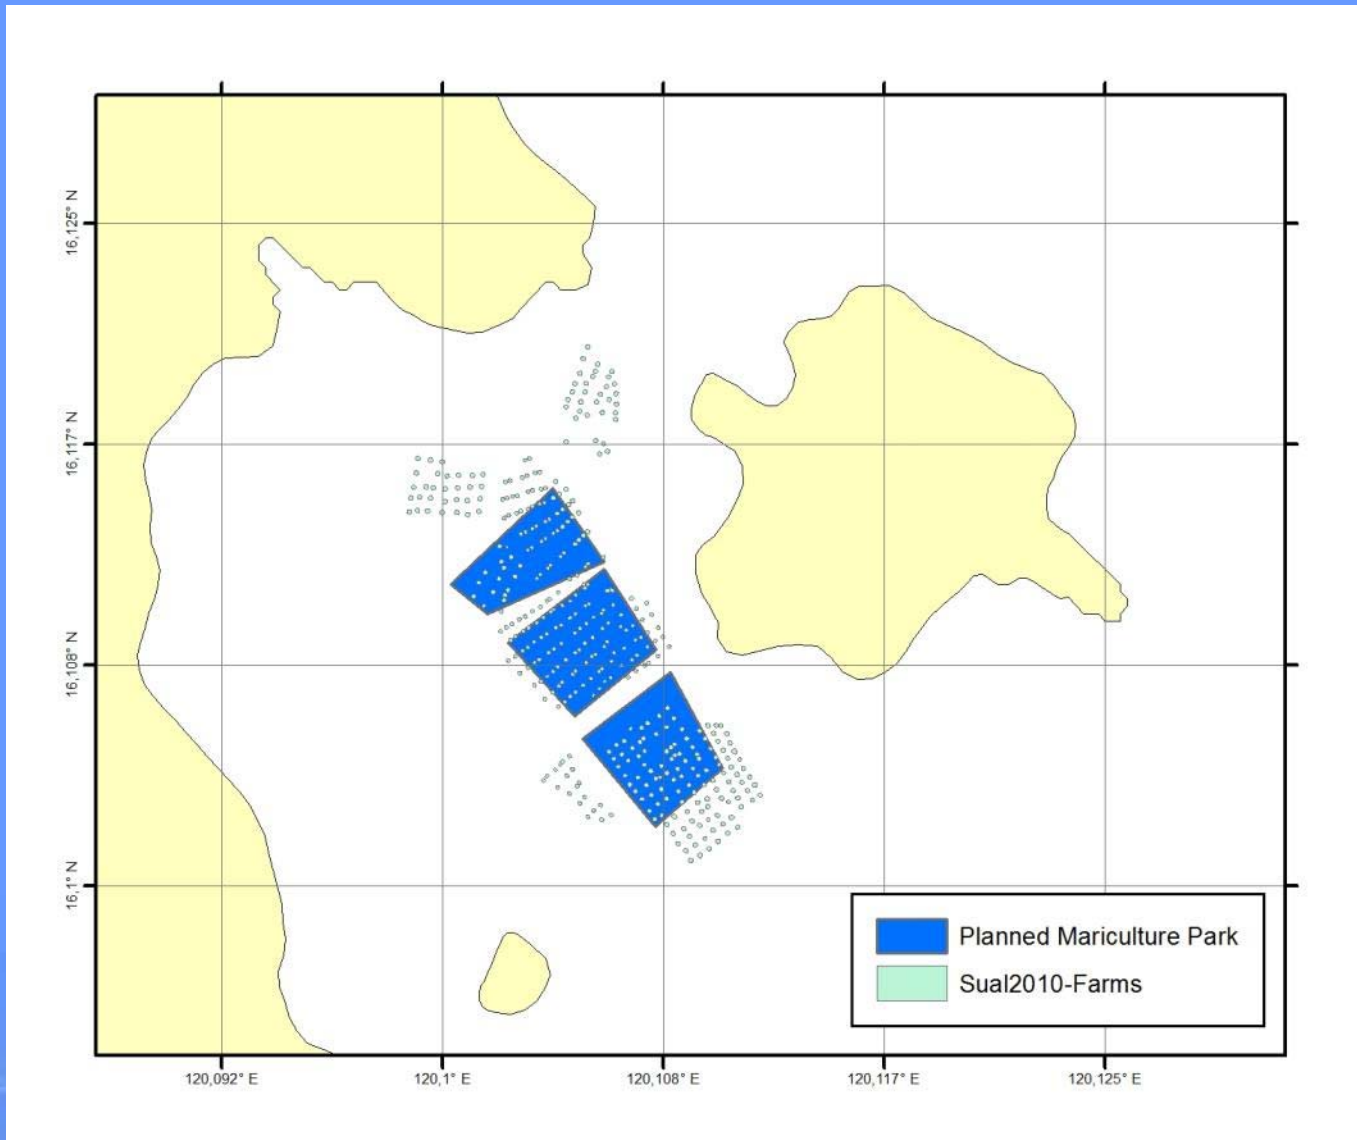 16,125° N
16,117° N
16,108° N
16,1° N
Planned Mariculture Park
Sual2010-Farms
120,092° E
120,1° E
120,108° E
120,117° E
120,125° E